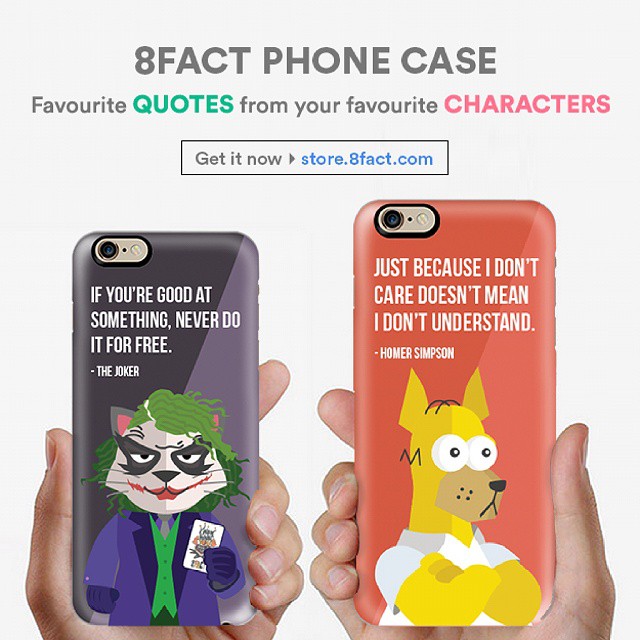 8FACT PHONE CASE
Favourite QUOTES from your favourite CHARACTERS
Get it now ▸ store.8fact.com
IF YOU'RE GOOD AT
SOMETHING, NEVER DO
IT FOR FREE.
- THE JOKER
JUST BECAUSE I DON'T
CARE DOESN'T MEAN
I DON'T UNDERSTAND.
- HOMER SIMPSON